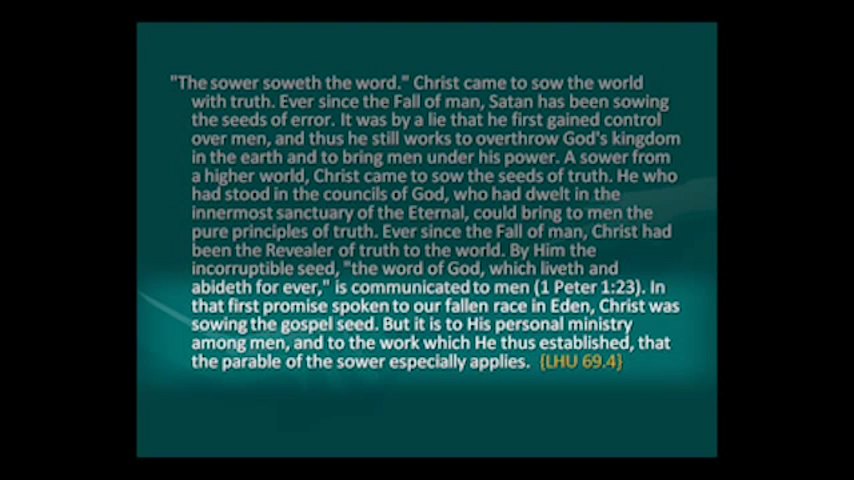 "The sower soweth the word." Christ came to sow the world
with truth. Ever since the Fall of man, Satan has been sowing
the seeds of error. It was by a lie that he first gained control
over men, and thus he still works to overthrow God's kingdom
in the earth and to bring men under his power. A sower from
a higher world, Christ came to sow the seeds of truth. He who
had stood in the councils of God, who had dwelt in the
innermost sanctuary of the Eternal, could bring to men the
pure principles of truth. Ever since the Fall of man, Christ had
been the Revealer of truth to the world. By Him the
incorruptible seed, "the word of God, which liveth and
abideth for ever," is communicated to men (1 Peter 1:23). In
that first promise spoken to our fallen race in Eden, Christ was
sowing the gospel seed. But it is to His personal ministry
among men, and to the work which He thus established, that
the parable of the sower especially applies. {LHU 69.4}